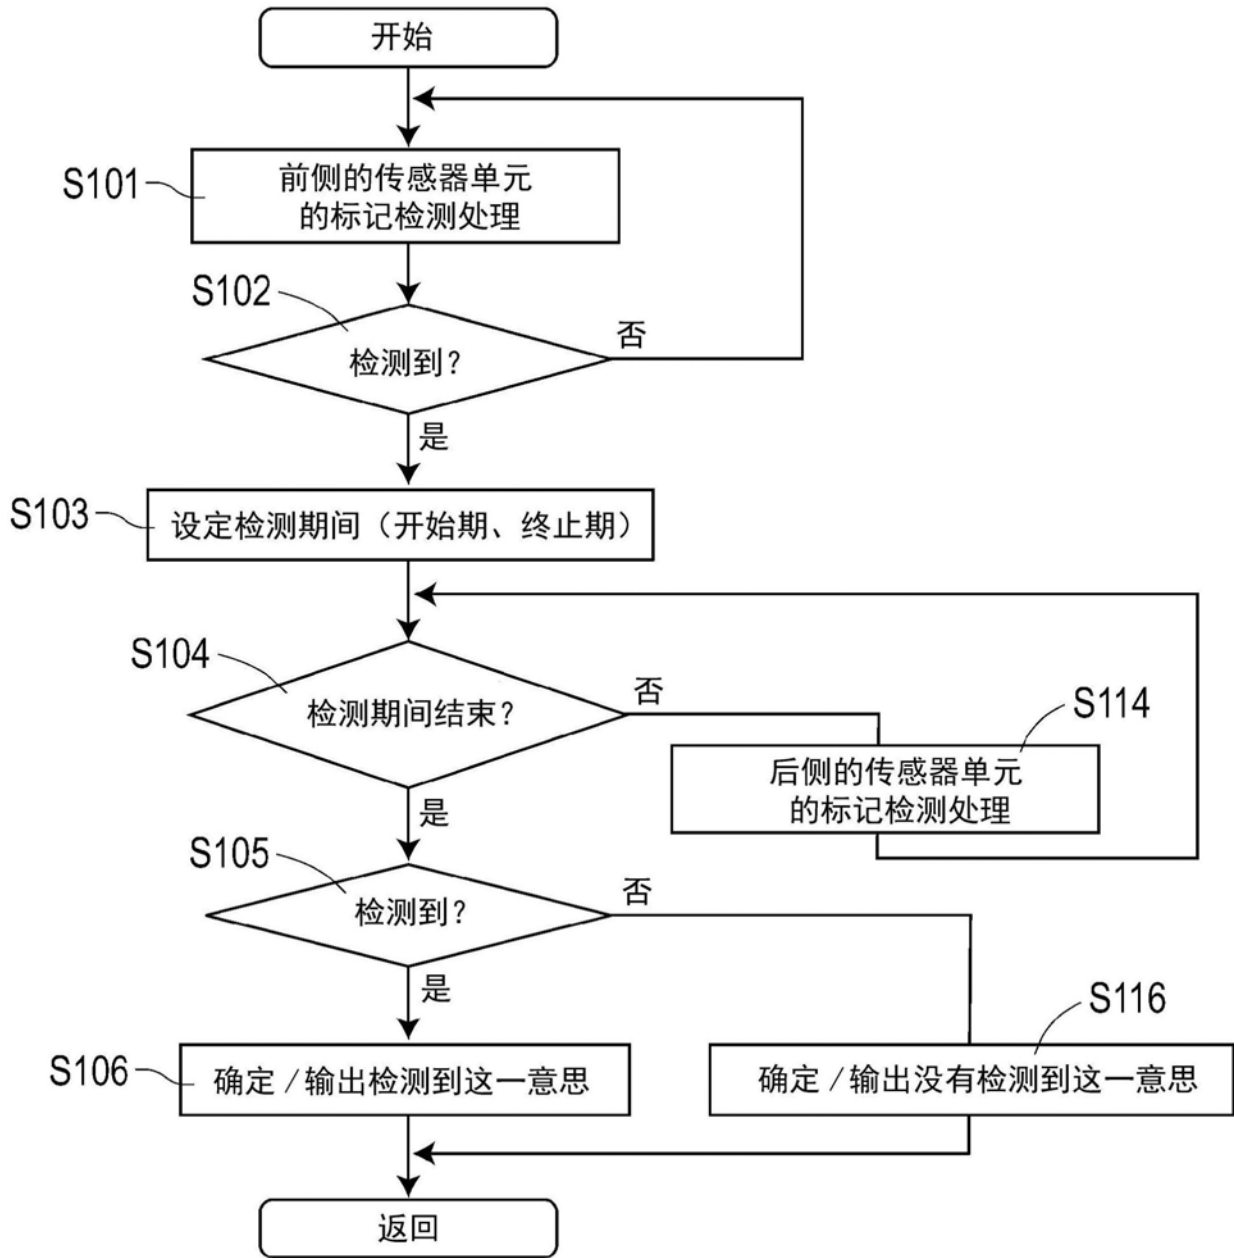 开始
S101
前侧的传感器单元
的标记检测处理
S102
检测到?
否
是
S103
设定检测期间（开始期、终止期）
S104
检测期间结束?
否
S114
后侧的传感器单元
的标记检测处理
是
S105
检测到?
否
是
S106
确定/输出检测到这一意思
S116
确定/输出没有检测到这一意思
返回